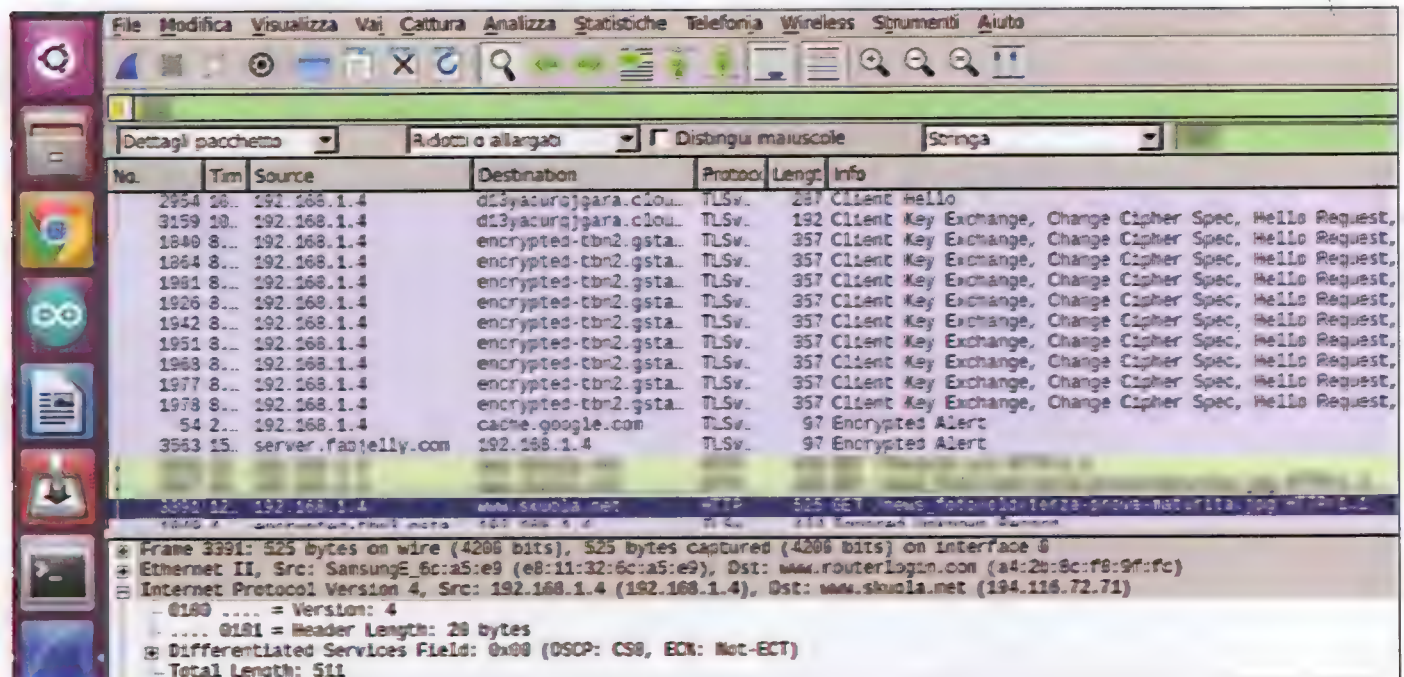 File Modifica Visualizza Vai Cattura Analizza Statistiche Telefonia Wireless Strumenti Aiuto
Dettagli pacchetto Ridotti o allargati Distingui maiuscole Stringa
No. Tim Source Destination Protoco Lengt Info
2954 10… 192.168.1.4 d13yacurqjgara.clou… TLSv… 267 Client Hello
3159 10… 192.168.1.4 d13yacurqjgara.clou… TLSv… 192 Client Key Exchange, Change Cipher Spec, Hello Request,
1840 8… 192.168.1.4 encrypted-tbn2.gsta… TLSv… 357 Client Key Exchange, Change Cipher Spec, Hello Request,
1864 8… 192.168.1.4 encrypted-tbn2.gsta… TLSv… 357 Client Key Exchange, Change Cipher Spec, Hello Request,
8… 192.168.1.4 encrypted-tbn2.gsta… TLSv… 357 Client Key Exchange, Change Cipher Spec, Hello Request,
1926 8… 192.168.1.4 encrypted-tbn2.gsta… TLSv… 357 Client Key Exchange, Change Cipher Spec, Hello Request,
1942 8… 192.168.1.4 encrypted-tbn2.gsta… TLSv… 357 Client Key Exchange, Change Cipher Spec, Hello Request,
1951 8… 192.168.1.4 encrypted-tbn2.gsta… TLSv… 357 Client Key Exchange, Change Cipher Spec, Hello Request,
1963 8… 192.168.1.4 encrypted-tbn2.gsta… TLSv… 357 Client Key Exchange, Change Cipher Spec, Hello Request,
1977 8… 192.168.1.4 encrypted-tbn2.gsta… TLSv… 357 Client Key Exchange, Change Cipher Spec, Hello Request,
1978 8… 192.168.1.4 encrypted-tbn2.gsta… TLSv… 357 Client Key Exchange, Change Cipher Spec, Hello Request,
54 2… 192.168.1.4 cache.google.com TLSv… 97 Encrypted Alert
3563 15… 192.168.1.4 TLSv… 97 Encrypted Alert
3391 12… 192.168.1.4 www.skuola.net HTTP 525 GET
Frame 3391: 525 bytes on wire (4200 bits), 525 bytes captured (4200 bits) on interface 0
Ethernet II, Src: SamsungE_6c:a5:e9 (e8:11:32:6c:a5:e9), Dst: www.routerlogin.com (a4:2b:8c:f8:9f:fc)
Internet Protocol Version 4, Src: 192.168.1.4 (192.168.1.4), Dst: www.skuola.net (194.116.72.71)
0100 .... = Version: 4
.... 0101 = Header Length: 20 bytes
Differentiated Services Field: 0x00 (DSCP: CS0, ECN: Not-ECT)
Total Length: 511